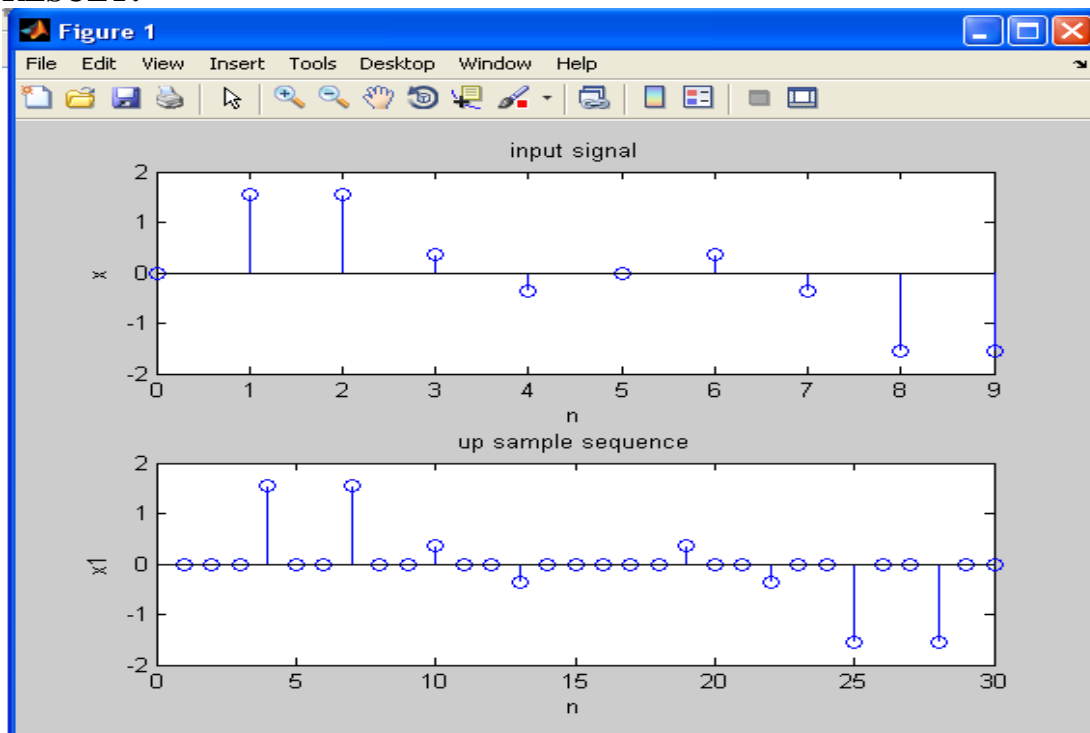 Figure 1
File Edit View Insert Tools Desktop Window Help
input signal
2
1
0
-1
-2
x
0 1 2 3 4 5 6 7 8 9
n
up sample sequence
2
1
0
-1
-2
x1
0 5 10 15 20 25 30
n